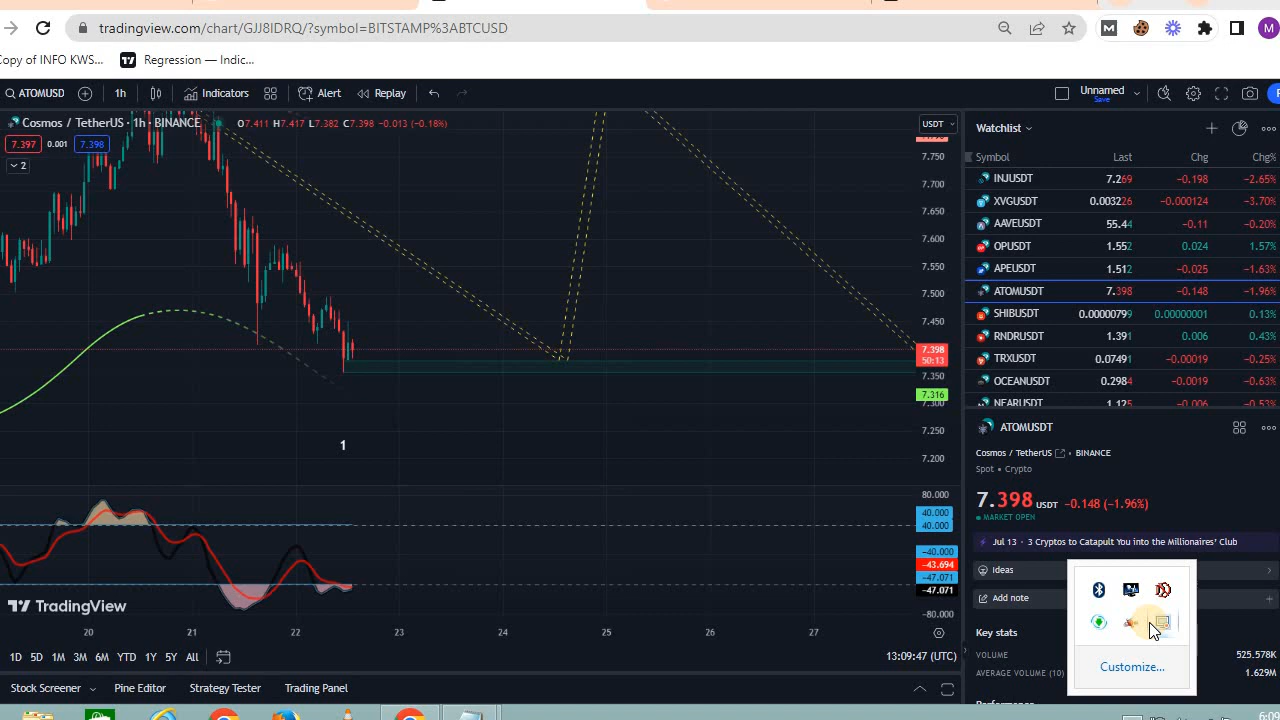 tradingview.com/chart/GJJ8IDRQ/?symbol=BITSTAMP%3ABTCUSD
M
M
Copy of INFO KWS...
Regression — Indic...
ATOMUSD
1h
Indicators
Alert
Replay
Unnamed
Save
Cosmos / TetherUS · 1h · BINANCE
O7.411 H7.417 L7.382 C7.398 −0.013 (−0.18%)
7.397
0.001
7.398
2
USDT
7.750
7.700
7.650
7.600
7.550
7.500
7.450
7.398
50:13
7.350
7.316
7.300
7.250
7.200
1
80.000
40.000
40.000
−40.000
−43.694
−47.071
−47.071
−80.000
TradingView
20
21
22
23
24
25
26
27
1D
5D
1M
3M
6M
YTD
1Y
5Y
All
13:09:47 (UTC)
Stock Screener
Pine Editor
Strategy Tester
Trading Panel
Watchlist
Symbol Last Chg Chg%
INJUSDT 7.269 −0.198 −2.65%
XVGUSDT 0.003226 −0.000124 −3.70%
AAVEUSDT 55.44 −0.11 −0.20%
OPUSDT 1.552 0.024 1.57%
APEUSDT 1.512 −0.025 −1.63%
ATOMUSDT 7.398 −0.148 −1.96%
SHIBUSDT 0.00000799 0.00000001 0.13%
RNDRUSDT 1.391 0.006 0.43%
TRXUSDT 0.07491 −0.00019 −0.25%
OCEANUSDT 0.2984 −0.0019 −0.63%
NEARUSDT 1.125 −0.006 −0.53%
ATOMUSDT
Cosmos / TetherUS • BINANCE
Spot • Crypto
7.398 USDT −0.148 (−1.96%)
MARKET OPEN
Jul 13 · 3 Cryptos to Catapult You into the Millionaires' Club
Ideas
Add note
Key stats
VOLUME 525.578K
AVERAGE VOLUME (10) 1.629M
Customize...